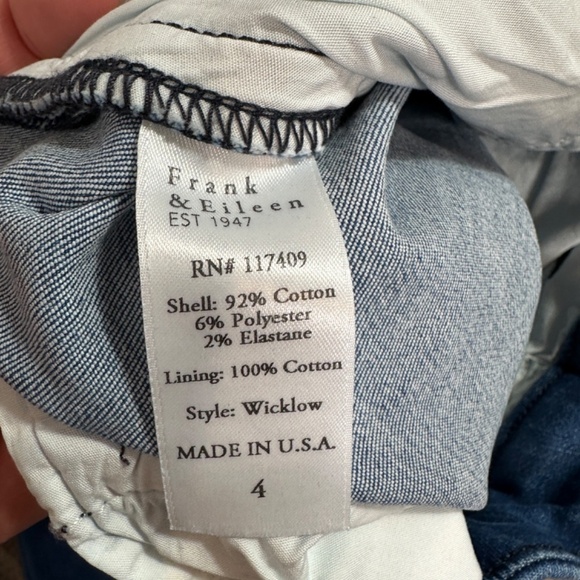 Frank
& Eileen
EST 1947
RN# 117409
Shell: 92% Cotton
6% Polyester
2% Elastane
Lining: 100% Cotton
Style: Wicklow
MADE IN U.S.A.
4